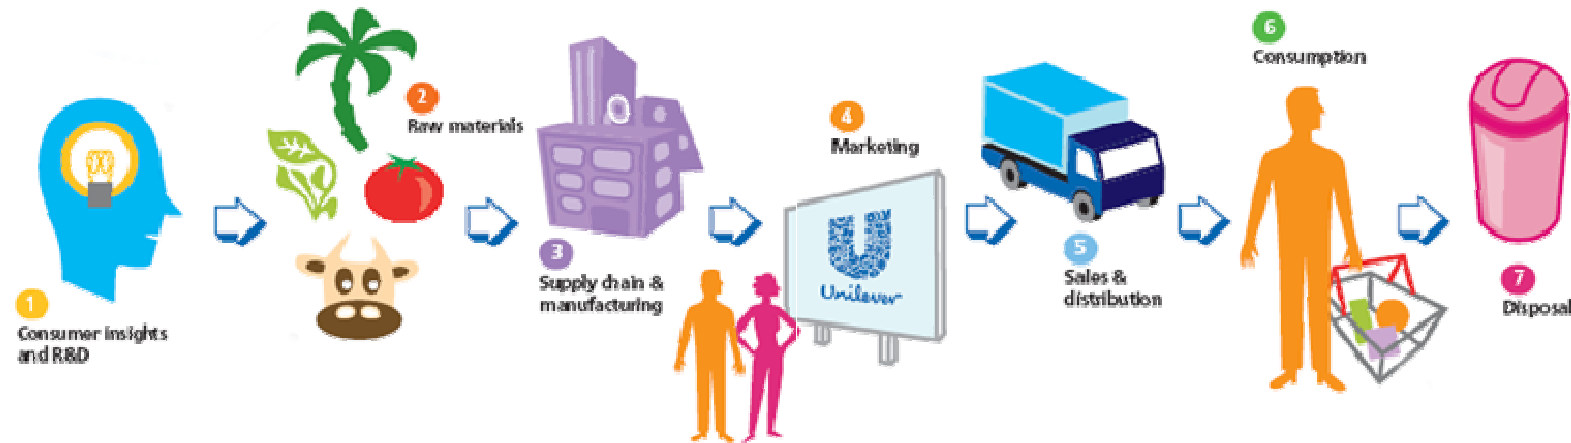 1
Consumer insights
and R&D
2
Raw materials
3
Supply chain &
manufacturing
4
Marketing
Unilever
5
Sales &
distribution
6
Consumption
7
Disposal